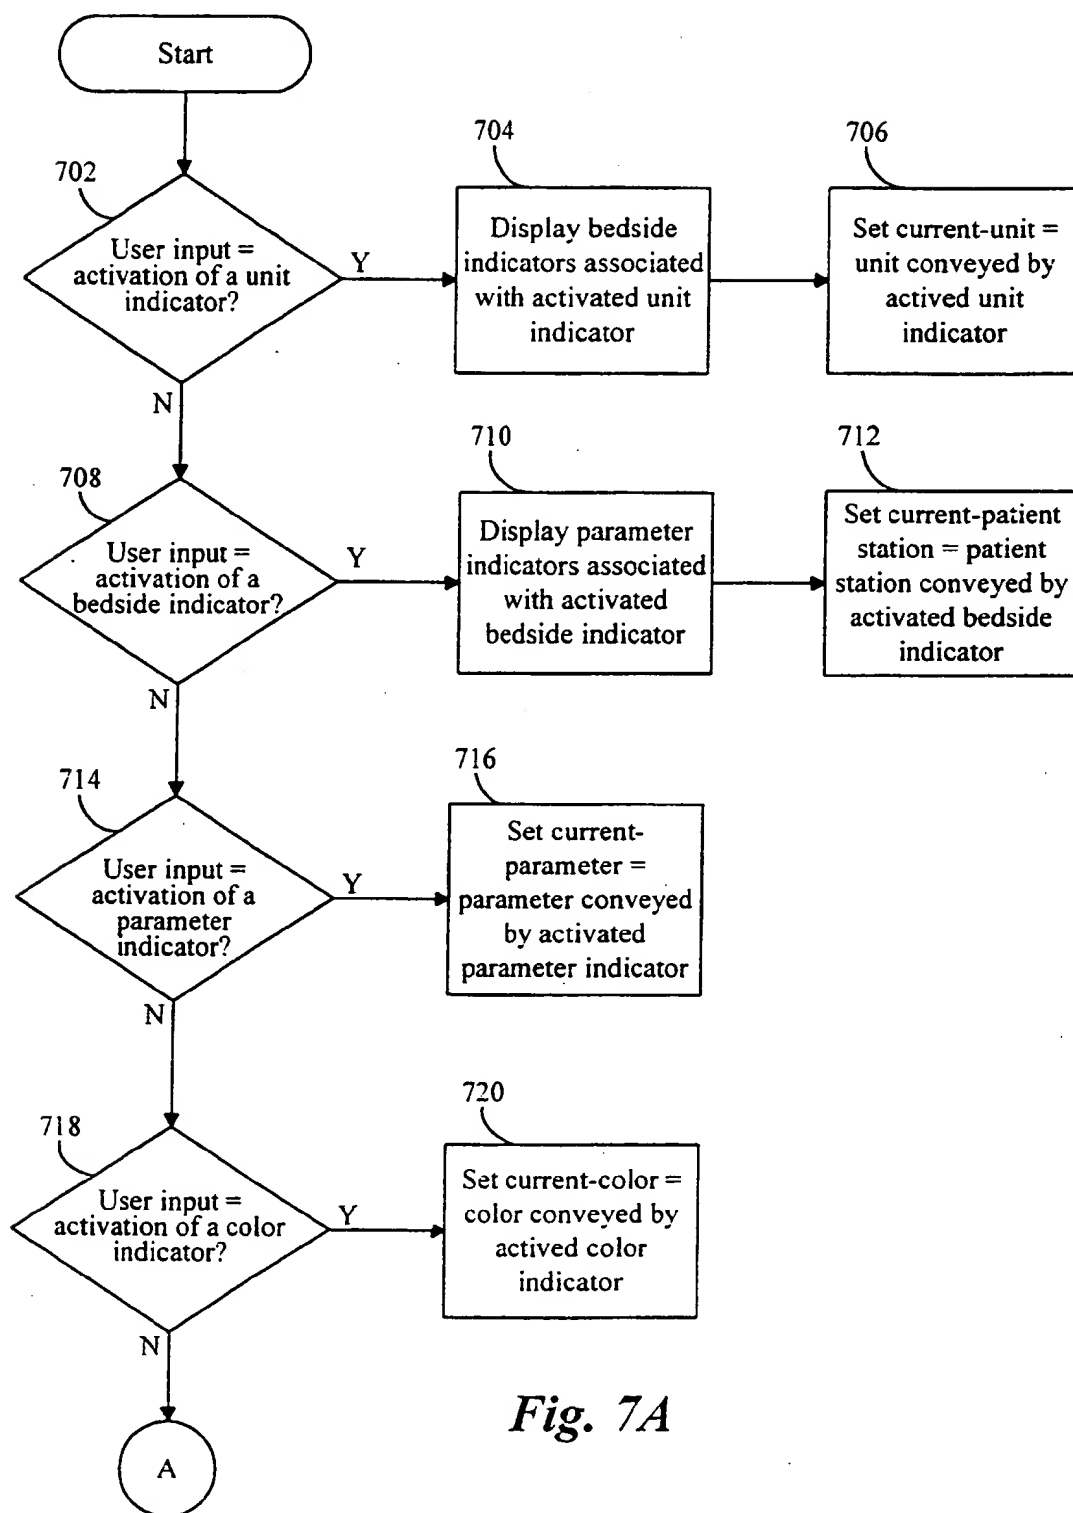 Start
702
User input =
activation of a unit
indicator?
Y
N
704
Display bedside
indicators associated
with activated unit
indicator
706
Set current-unit =
unit conveyed by
actived unit
indicator
708
User input =
activation of a
bedside indicator?
Y
N
710
Display parameter
indicators associated
with activated
bedside indicator
712
Set current-patient
station = patient
station conveyed by
activated bedside
indicator
714
User input =
activation of a
parameter
indicator?
Y
N
716
Set current-
parameter =
parameter conveyed
by activated
parameter indicator
718
User input =
activation of a color
indicator?
Y
N
720
Set current-color =
color conveyed by
actived color
indicator
A
Fig. 7A